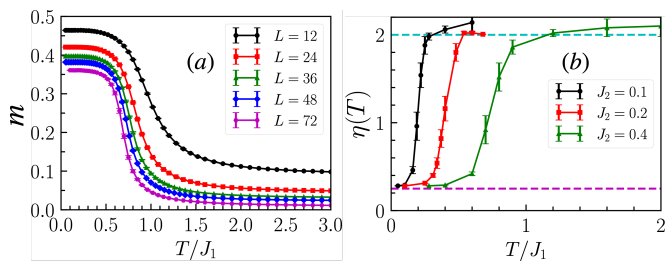 (a)
L = 12
L = 24
L = 36
L = 48
L = 72
m
0.5
0.4
0.3
0.2
0.1
0.0
0.0 0.5 1.0 1.5 2.0 2.5 3.0
T/J₁
(b)
J₂ = 0.1
J₂ = 0.2
J₂ = 0.4
η(T)
2
0
0 1 2
T/J₁